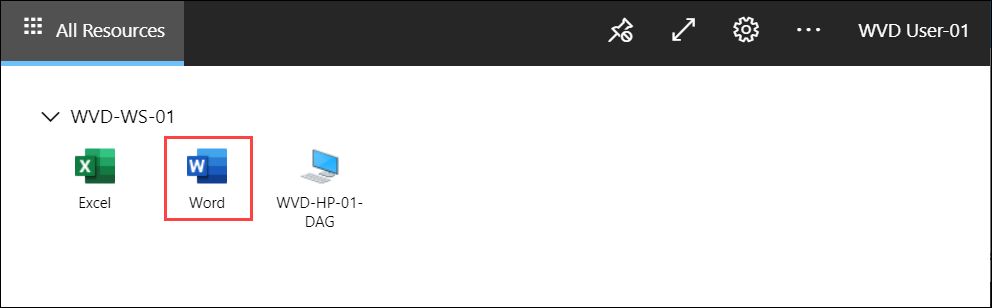 All Resources
WVD User-01
WVD-WS-01
X
Excel
W
Word
WVD-HP-01-
DAG